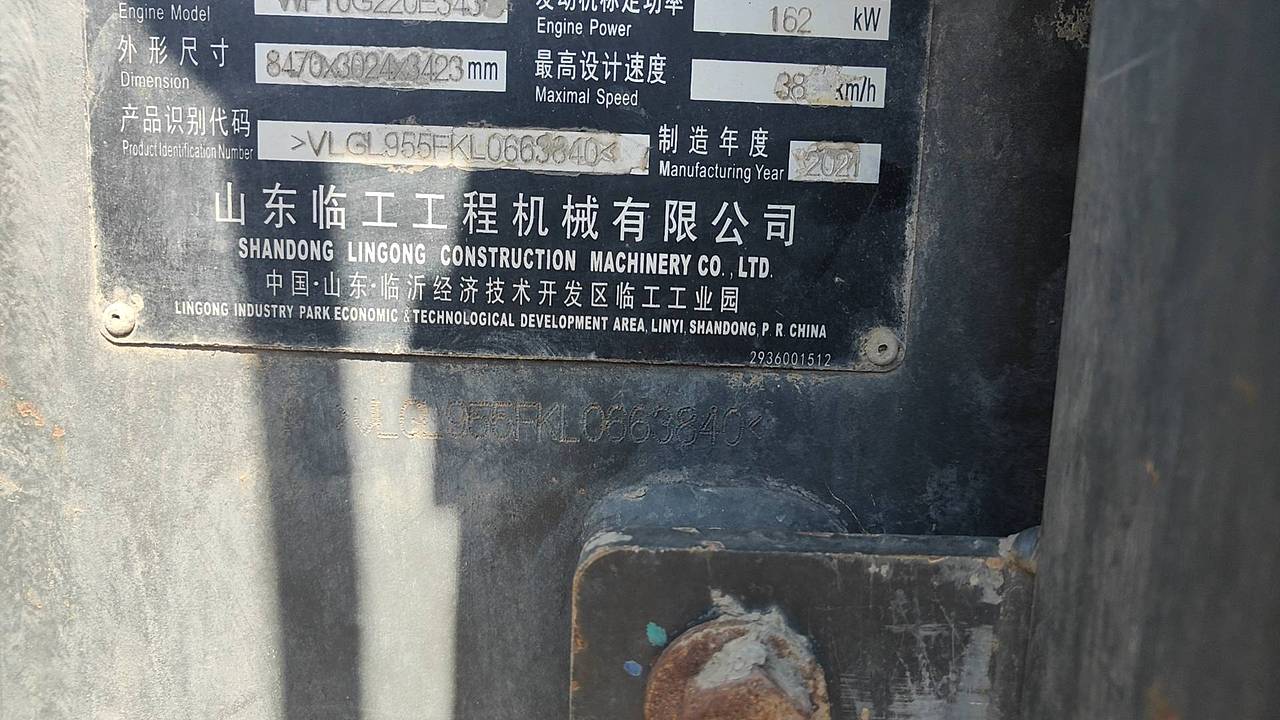 Engine Model WP10G220E343
发动机标定功率 162 kW
Engine Power
外形尺寸 8470x3024x3423mm
Dimension
最高设计速度 38 km/h
Maximal Speed
产品识别代码 >VLGL955FKL0663840<
Product Identification Number
制造年度 2021
Manufacturing Year
山东临工工程机械有限公司
SHANDONG LINGONG CONSTRUCTION MACHINERY CO.,LTD.
中国·山东·临沂经济技术开发区临工工业园
LINGONG INDUSTRY PARK ECONOMIC & TECHNOLOGICAL DEVELOPMENT AREA, LINYI, SHANDONG, P. R. CHINA
2936001512
>VLGL955FKL0663840<